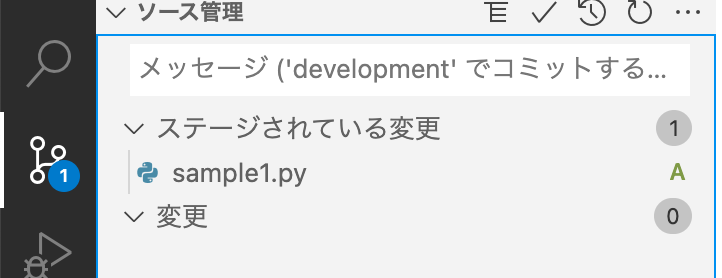 ソース管理
メッセージ ('development' でコミットする...
ステージされている変更 1
sample1.py A
1
変更 0